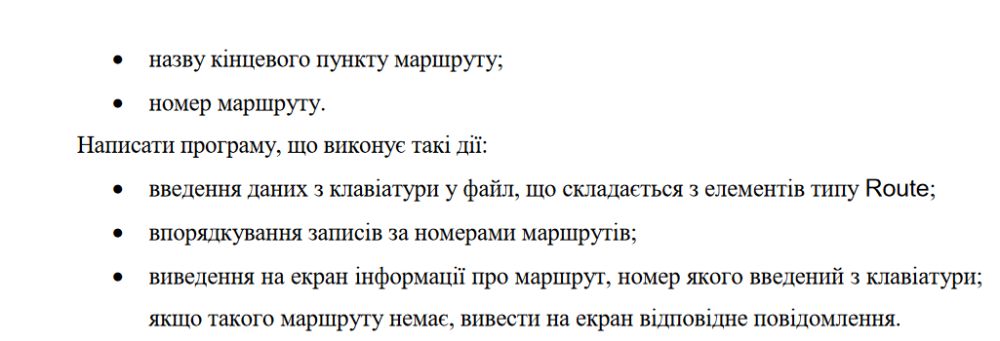 • назву кінцевого пункту маршруту;
• номер маршруту.
Написати програму, що виконує такі дії:
• введення даних з клавіатури у файл, що складається з елементів типу Route;
• впорядкування записів за номерами маршрутів;
• виведення на екран інформації про маршрут, номер якого введений з клавіатури;
якщо такого маршруту немає, вивести на екран відповідне повідомлення.